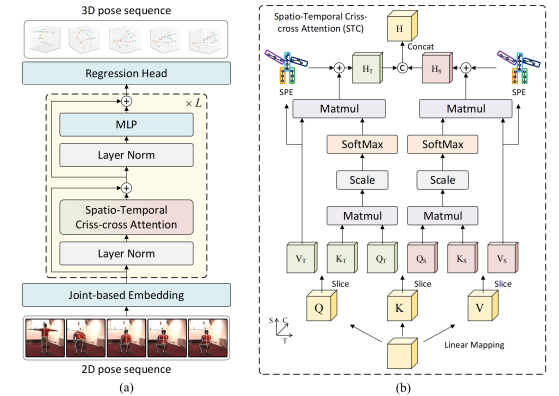 3D pose sequence
Regression Head
× L
MLP
Layer Norm
Spatio-Temporal
Criss-cross Attention
Layer Norm
Joint-based Embedding
2D pose sequence
(a)
Spatio-Temporal Criss-
cross Attention (STC)
H
Concat
H_T
C
H_S
SPE
SPE
Matmul
Matmul
SoftMax
SoftMax
Scale
Scale
Matmul
Matmul
V_T
K_T
Q_T
Q_S
K_S
V_S
Slice
Slice
Slice
Q
K
V
S
C
T
Linear Mapping
(b)